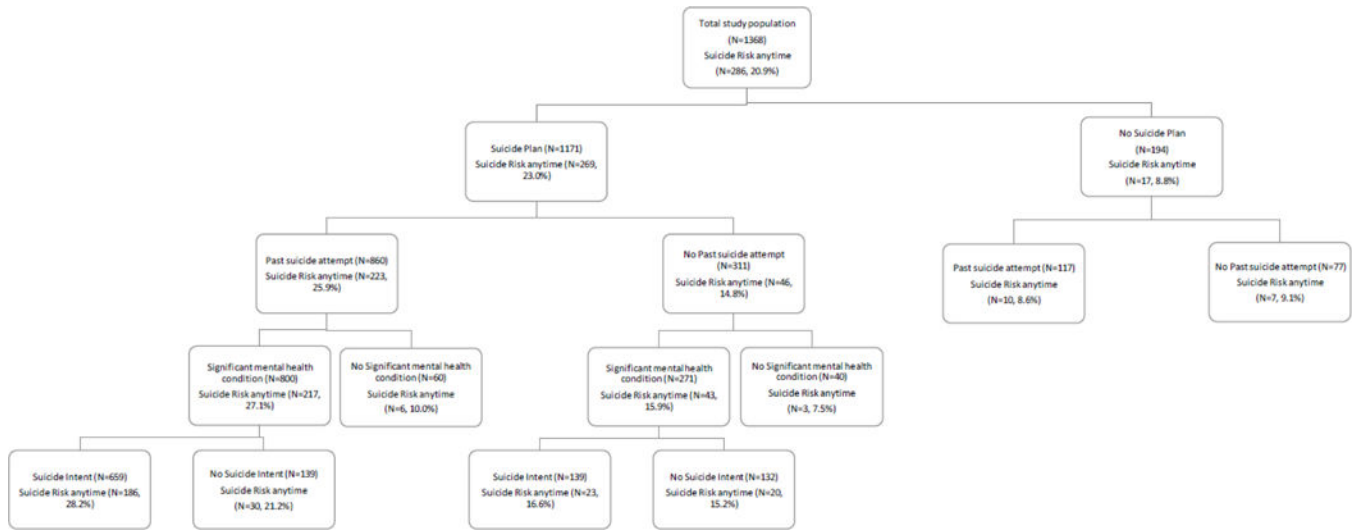 Total study population
(N=1368)
Suicide Risk anytime
(N=286, 20.9%)
Suicide Plan (N=1171)
Suicide Risk anytime (N=269,
23.0%)
No Suicide Plan
(N=194)
Suicide Risk anytime
(N=17, 8.8%)
Past suicide attempt (N=860)
Suicide Risk anytime (N=223,
25.9%)
No Past suicide attempt
(N=311)
Suicide Risk anytime (N=46,
14.8%)
Past suicide attempt (N=117)
Suicide Risk anytime
(N=10, 8.6%)
No Past suicide attempt (N=77)
Suicide Risk anytime
(N=7, 9.1%)
Significant mental health
condition (N=800)
Suicide Risk anytime (N=217,
27.1%)
No Significant mental health
condition (N=60)
Suicide Risk anytime
(N=6, 10.0%)
Significant mental health
condition (N=271)
Suicide Risk anytime (N=43,
15.9%)
No Significant mental health
condition (N=40)
Suicide Risk anytime
(N=3, 7.5%)
Suicide Intent (N=659)
Suicide Risk anytime (N=186,
28.2%)
No Suicide Intent (N=139)
Suicide Risk anytime
(N=30, 21.2%)
Suicide Intent (N=139)
Suicide Risk anytime (N=23,
16.6%)
No Suicide Intent (N=132)
Suicide Risk anytime (N=20,
15.2%)